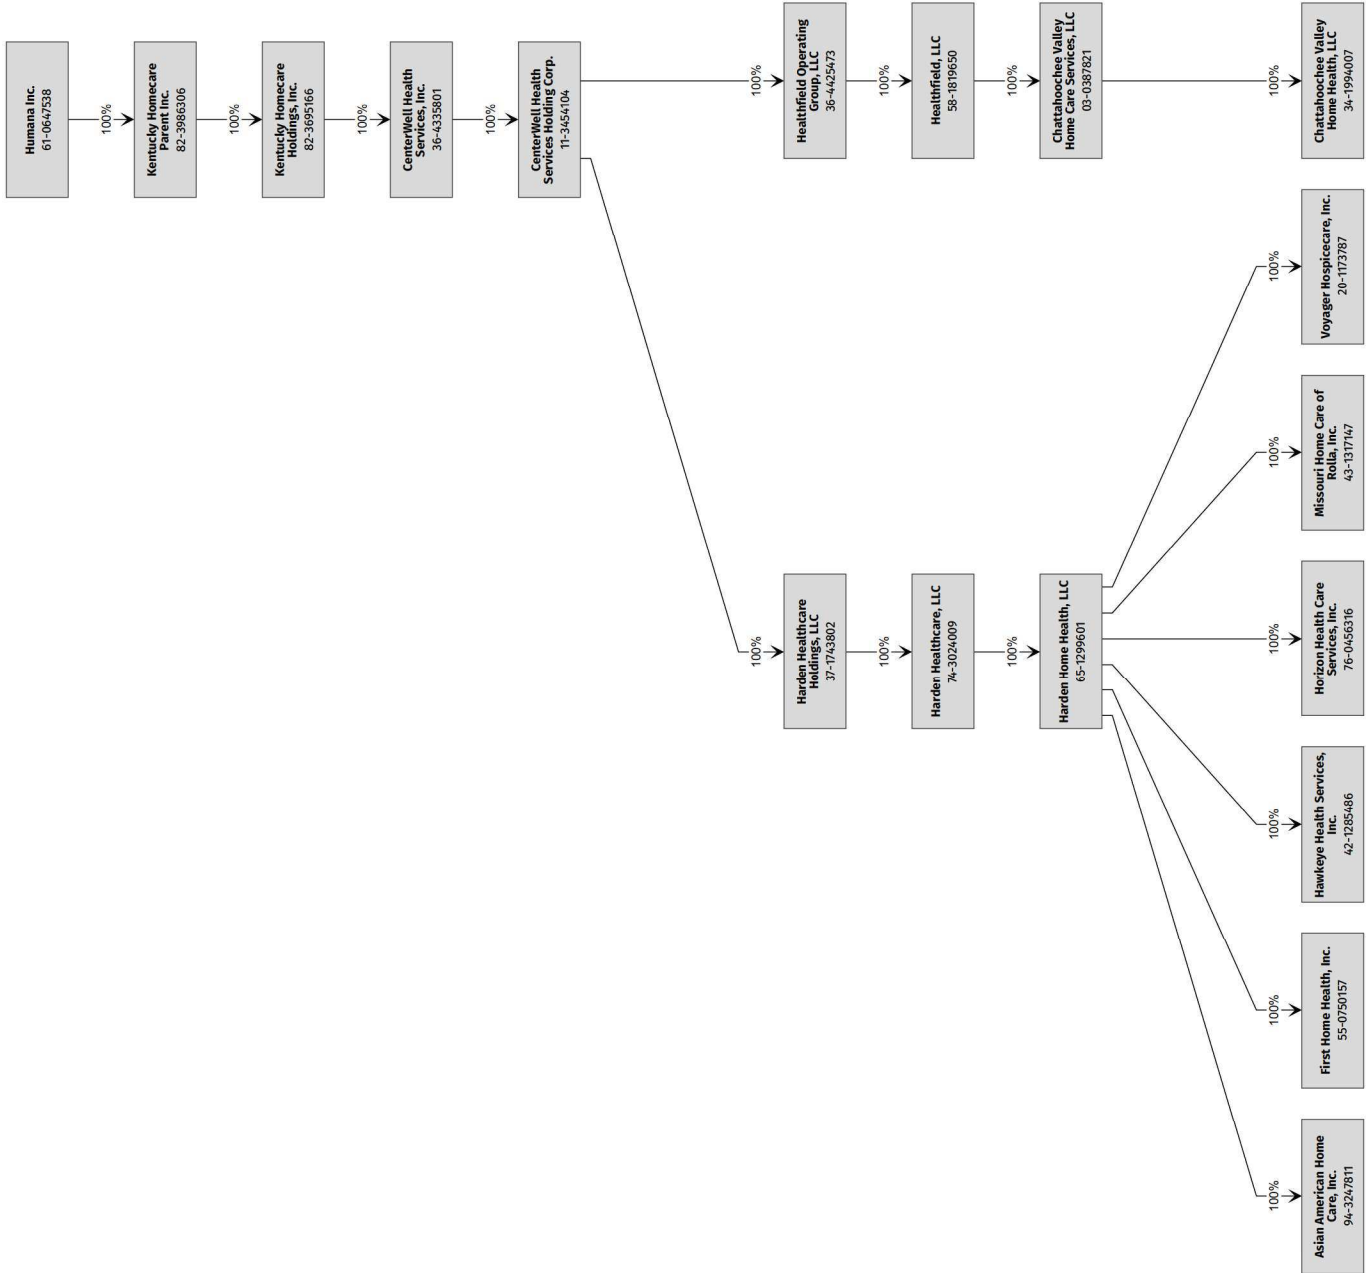 Humana Inc.
61-0647538
100%
Kentucky Homecare
Parent Inc.
82-3986306
100%
Kentucky Homecare
Holdings, Inc.
82-3695166
100%
CenterWell Health
Services, Inc.
36-4335801
100%
CenterWell Health
Services Holding Corp.
11-3454104
100%
Harden Healthcare
Holdings, LLC
37-1743802
100%
Harden Healthcare, LLC
74-3024009
100%
Harden Home Health, LLC
65-1299601
100%
Asian American Home
Care, Inc.
94-3247811
100%
First Home Health, Inc.
55-0750157
100%
Hawkeye Health Services,
Inc.
42-1285486
100%
Horizon Health Care
Services, Inc.
76-0456316
100%
Missouri Home Care of
Rolla, Inc.
43-1317147
100%
Voyager Hospicecare, Inc.
20-1173787
100%
Healthfield Operating
Group, LLC
36-4425473
100%
Healthfield, LLC
58-1819650
100%
Chattahoochee Valley
Home Care Services, LLC
03-0387821
100%
Chattahoochee Valley
Home Health, LLC
34-1994007